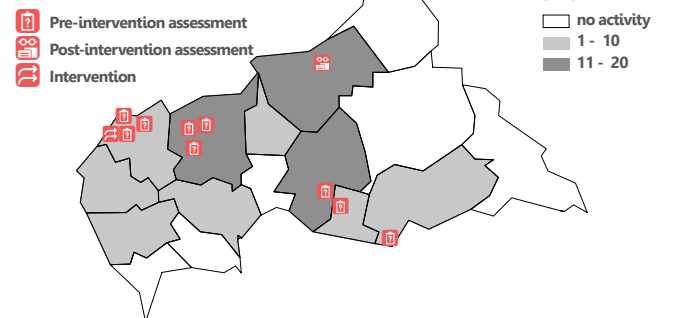 Pre-intervention assessment
Post-intervention assessment
Intervention
no activity
1 - 10
11 - 20